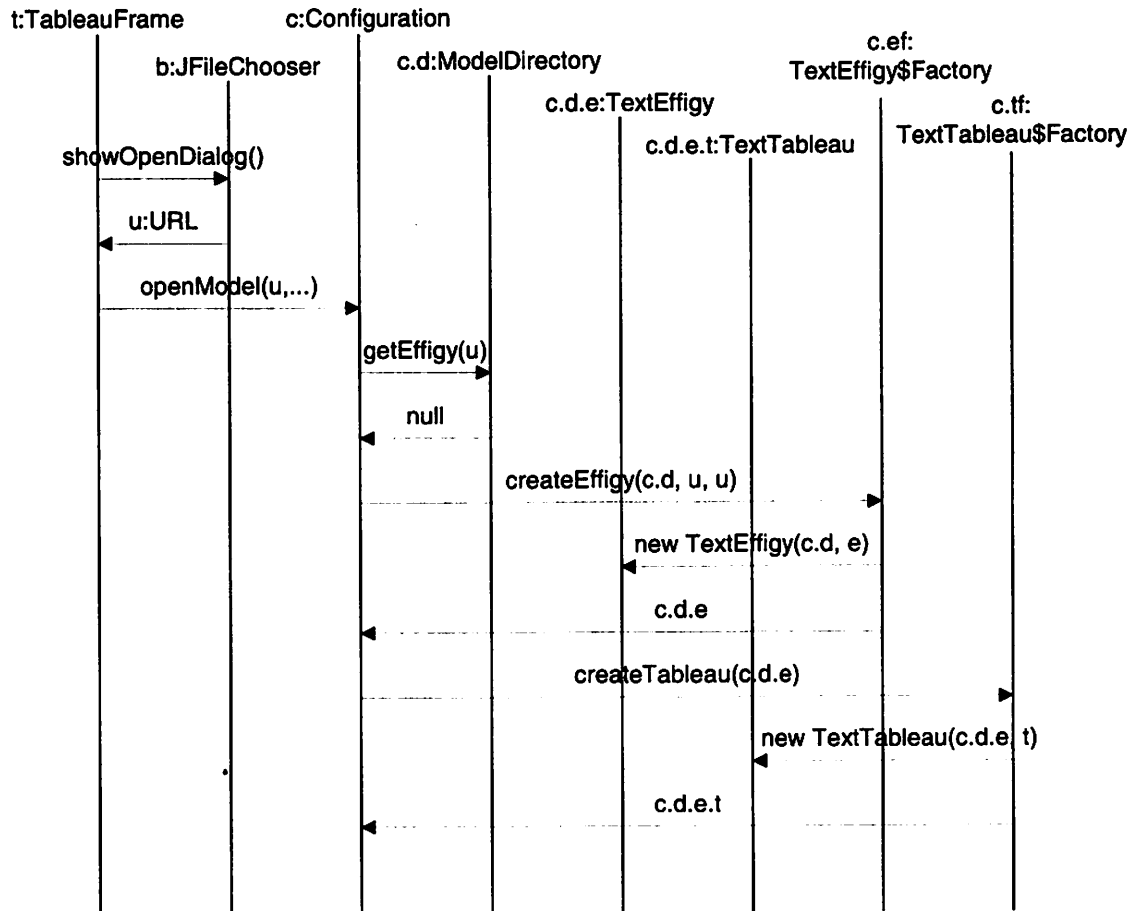 t:TableauFrame
c:Configuration
b:JFileChooser
c.d:ModelDirectory
c.d.e:TextEffigy
c.d.e.t:TextTableau
c.ef:
TextEffigy$Factory
c.tf:
TextTableau$Factory
showOpenDialog()
u:URL
openModel(u,...)
getEffigy(u)
null
createEffigy(c.d, u, u)
new TextEffigy(c.d, e)
c.d.e
createTableau(c.d.e)
new TextTableau(c.d.e, t)
c.d.e.t